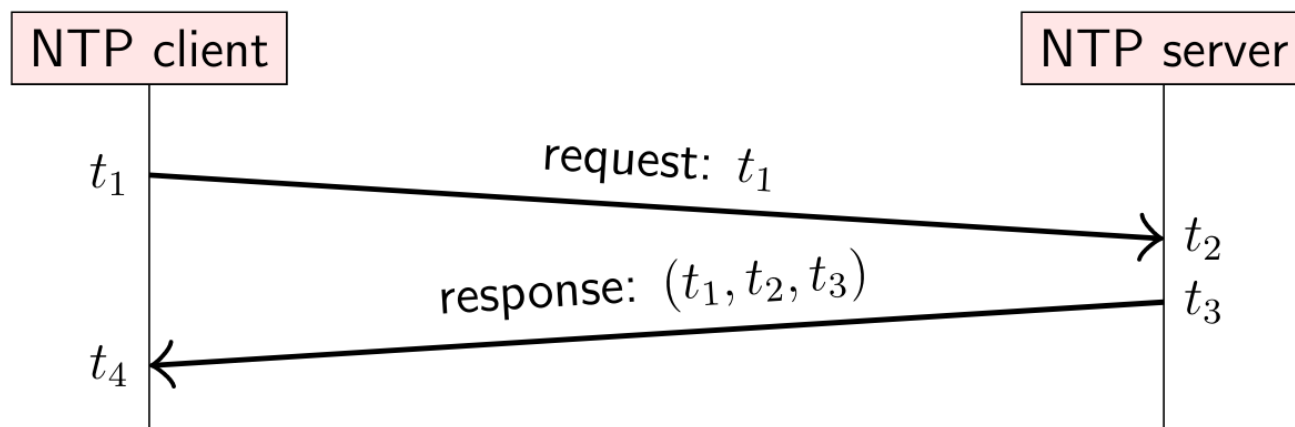 NTP client
NTP server
t₁
request: t₁
t₂
response: (t₁, t₂, t₃)
t₃
t₄